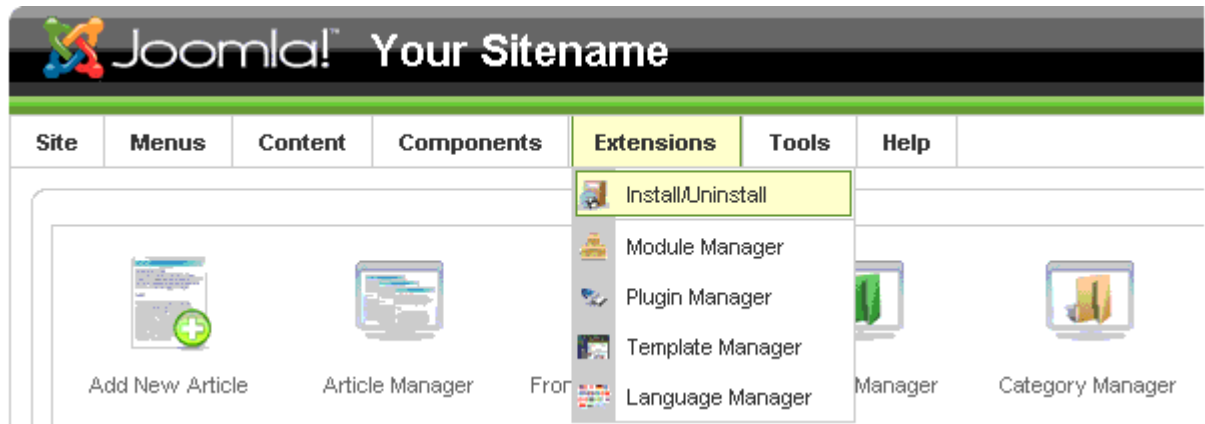 Joomla!™ Your Sitename
Site Menus Content Components Extensions Tools Help
Install/Uninstall
Module Manager
Plugin Manager
Template Manager
Language Manager
Add New Article Article Manager Fron Manager Category Manager